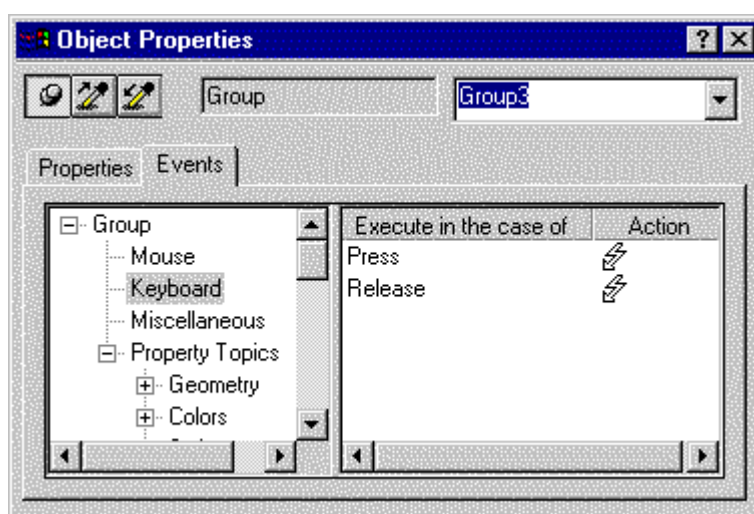 Object Properties
Group Group3
Properties Events
Group
Mouse
Keyboard
Miscellaneous
Property Topics
Geometry
Colors
Execute in the case of Action
Press
Release